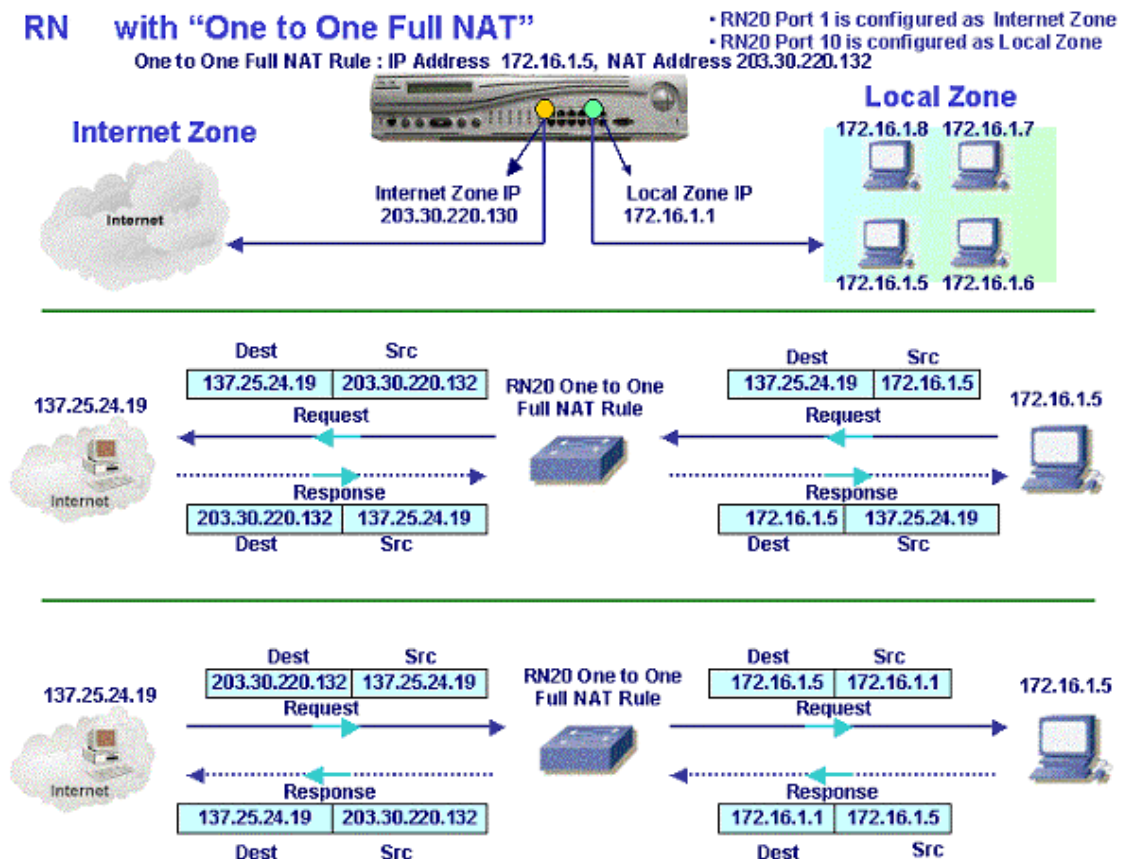 RN with “One to One Full NAT”
• RN20 Port 1 is configured as Internet Zone
• RN20 Port 10 is configured as Local Zone
One to One Full NAT Rule : IP Address 172.16.1.5, NAT Address 203.30.220.132
Internet Zone
Local Zone
172.16.1.8 172.16.1.7
Internet
Internet Zone IP
203.30.220.130
Local Zone IP
172.16.1.1
172.16.1.5 172.16.1.6
Dest Src
137.25.24.19 203.30.220.132
Request
137.25.24.19
Internet
Response
203.30.220.132 137.25.24.19
Dest Src
RN20 One to One
Full NAT Rule
Dest Src
137.25.24.19 172.16.1.5
Request
172.16.1.5
Response
172.16.1.5 137.25.24.19
Dest Src
Dest Src
203.30.220.132 137.25.24.19
Request
137.25.24.19
Internet
Response
137.25.24.19 203.30.220.132
Dest Src
RN20 One to One
Full NAT Rule
Dest Src
172.16.1.5 172.16.1.1
Request
172.16.1.5
Response
172.16.1.1 172.16.1.5
Dest Src